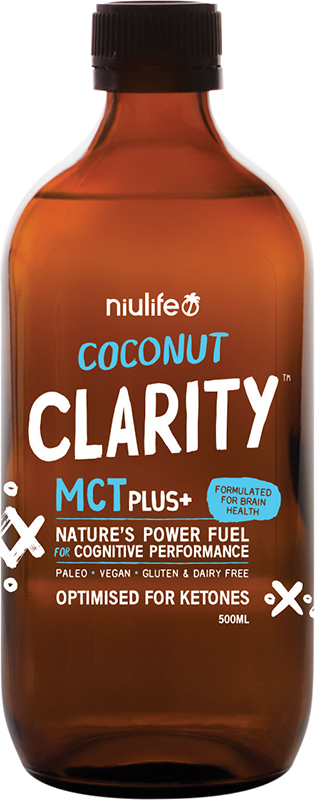 niulife
COCONUT
CLARITY™
MCT PLUS+
FORMULATED
FOR BRAIN
HEALTH
NATURE'S POWER FUEL
FOR COGNITIVE PERFORMANCE
PALEO • VEGAN • GLUTEN & DAIRY FREE
OPTIMISED FOR KETONES
500ML